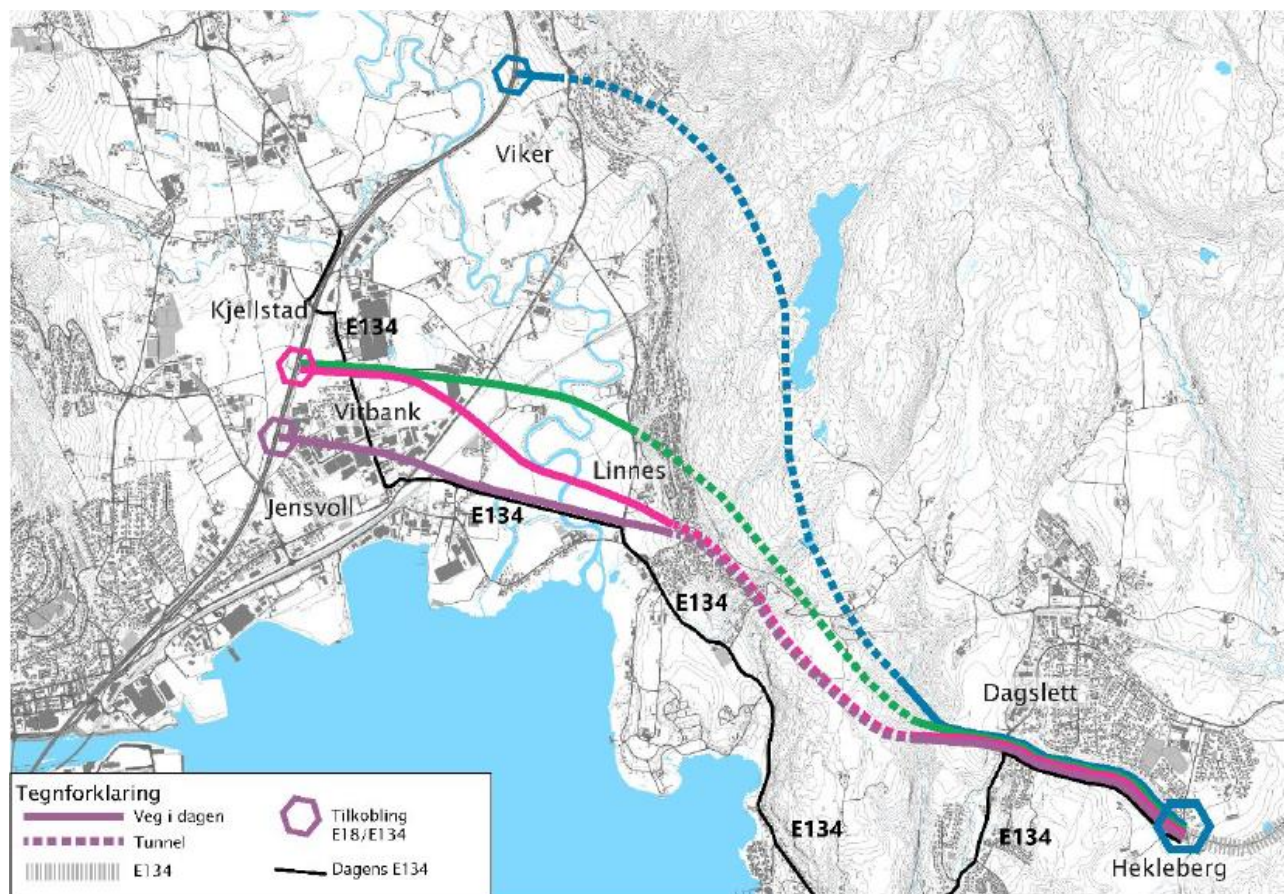 Viker
Kjellstad
E134
Vitbank
Linnes
Jensvoll
E134
E134
Dagslett
E134
E134
Hekleberg
Tegnforklaring
Veg i dagen
Tunnel
E134
Tilkobling
E18/E134
Dagens E134